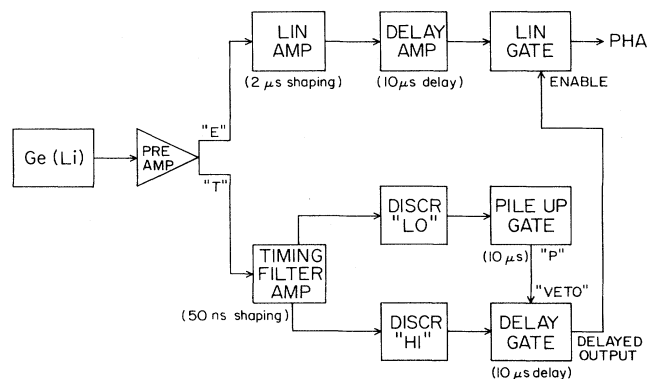 LIN
AMP
(2 μs shaping)
DELAY
AMP
(10μs delay)
LIN
GATE
PHA
ENABLE
"E"
Ge (Li)
PRE
AMP
"T"
DISCR
"LO"
PILE UP
GATE
(10 μs)
"P"
TIMING
FILTER
AMP
(50 ns shaping)
"VETO"
DISCR
"HI"
DELAY
GATE
DELAYED
OUTPUT
(10 μs delay)